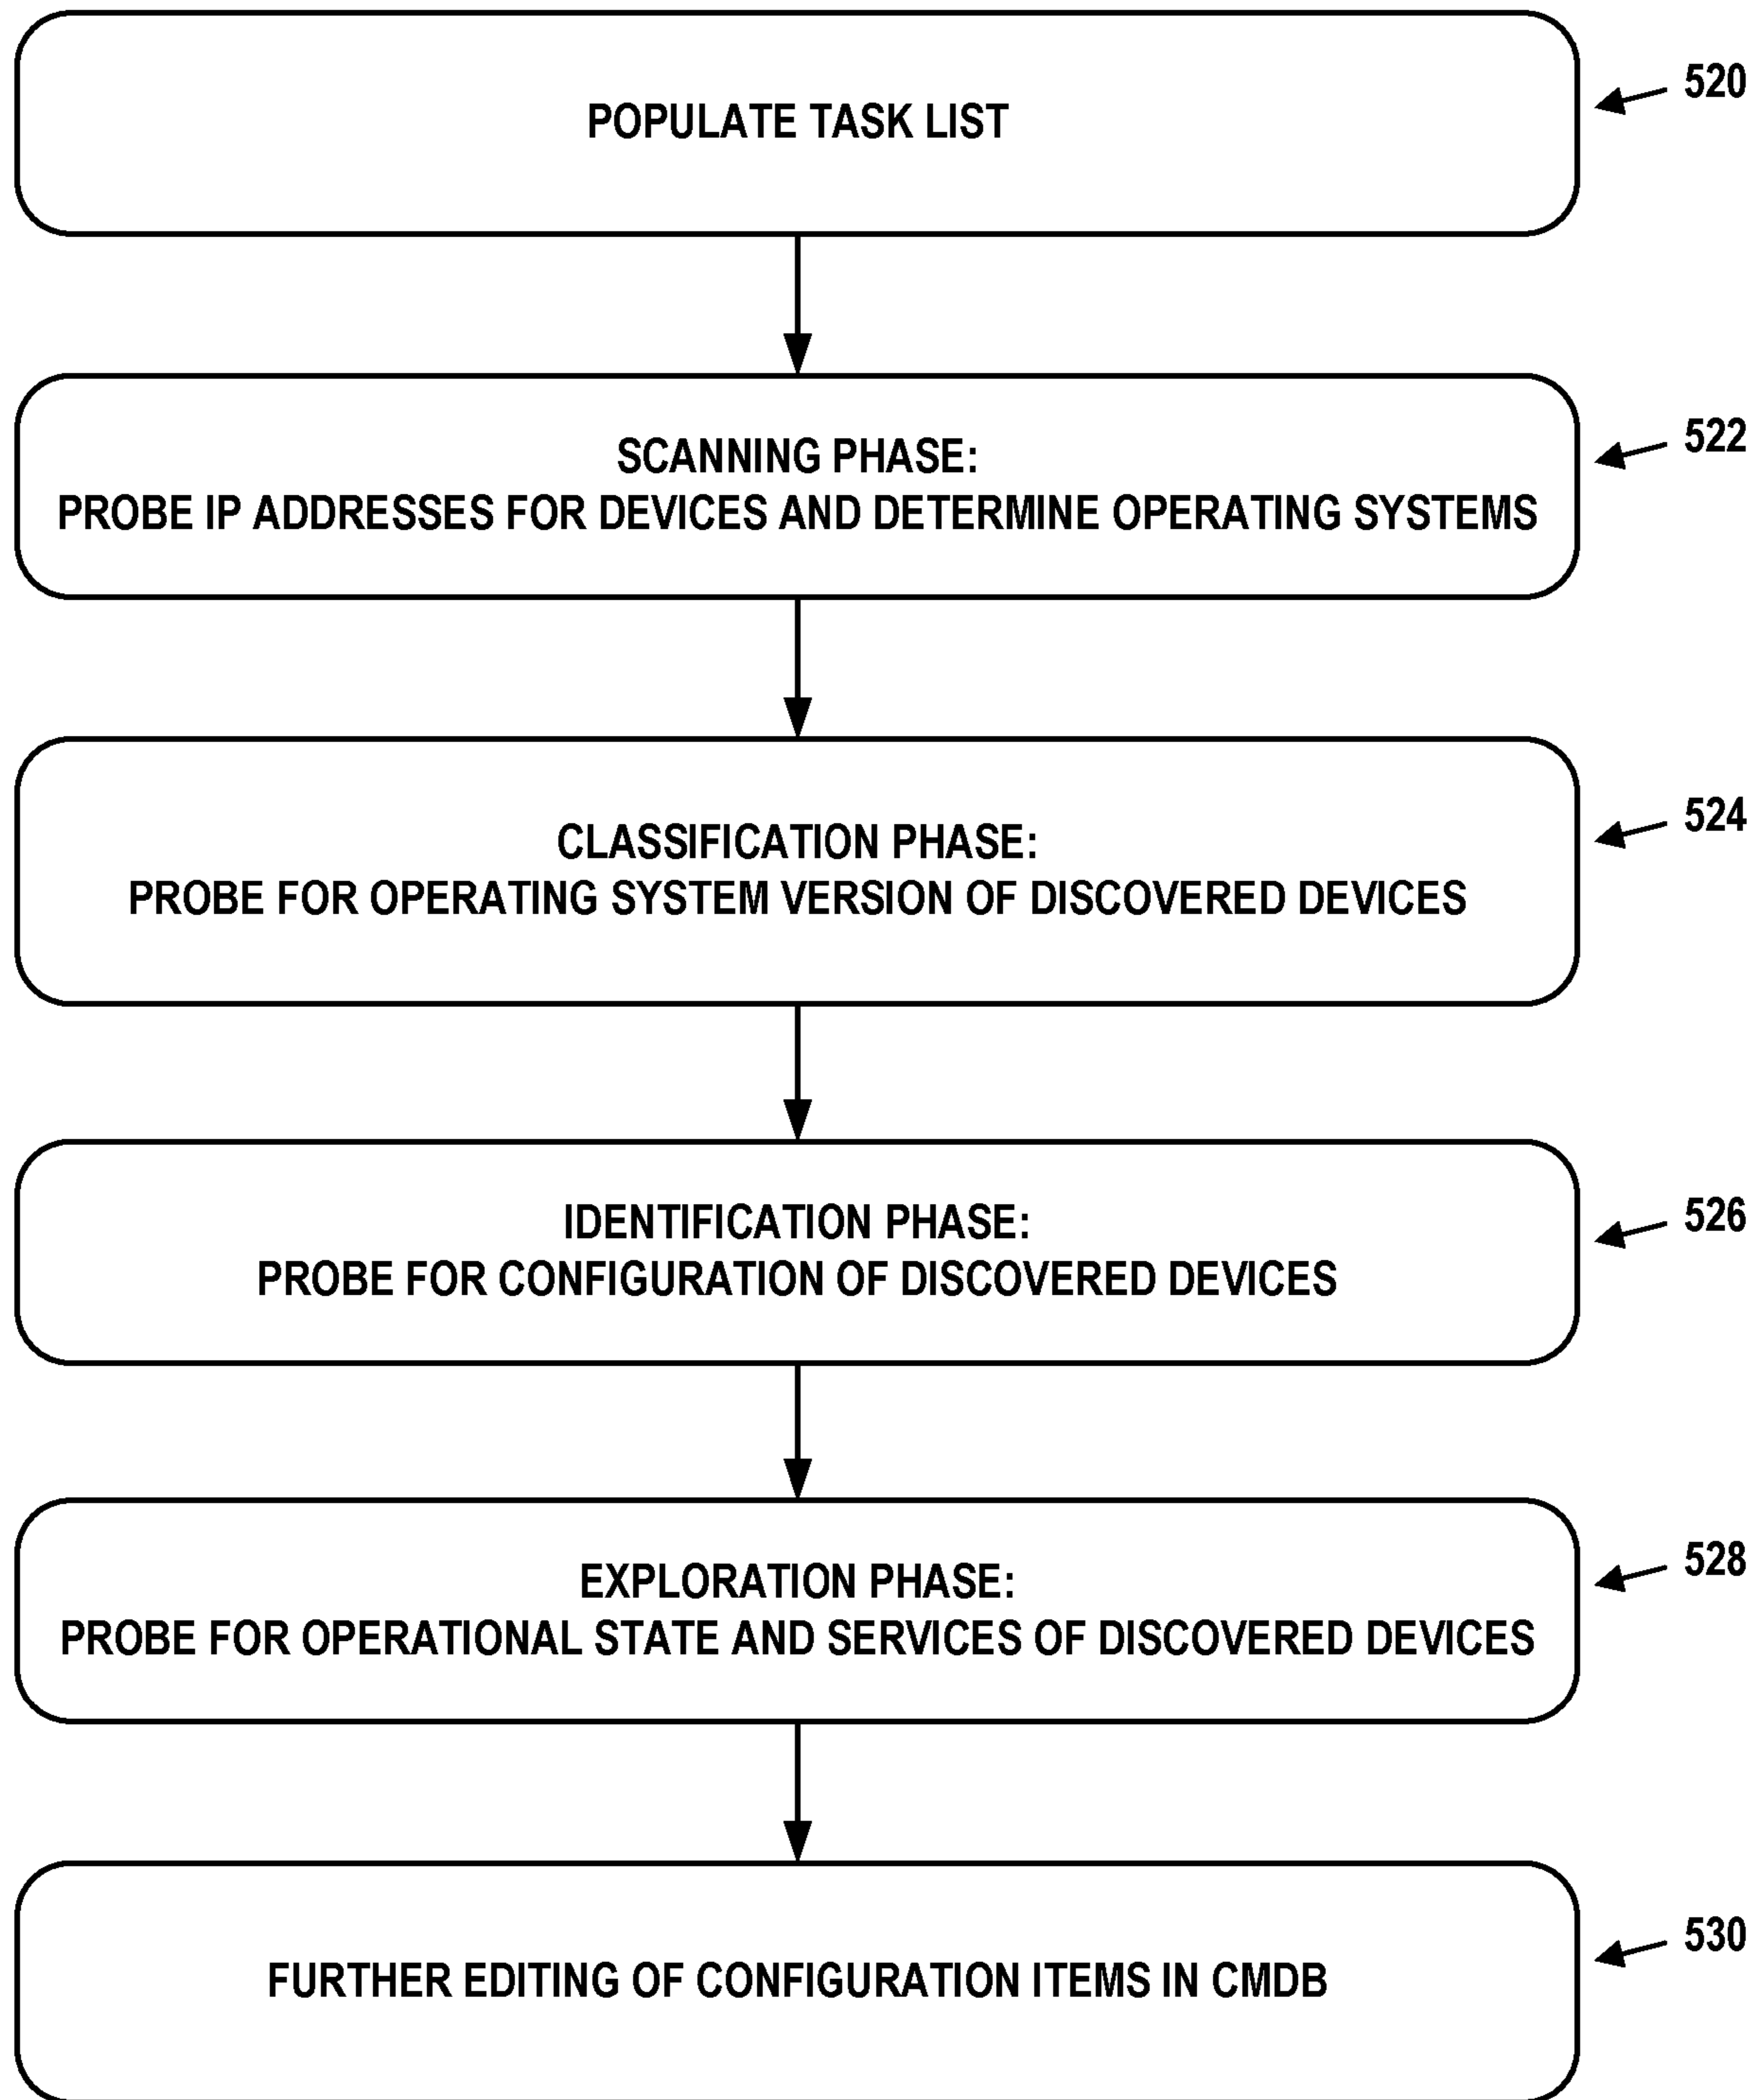 POPULATE TASK LIST
520
SCANNING PHASE:
PROBE IP ADDRESSES FOR DEVICES AND DETERMINE OPERATING SYSTEMS
522
CLASSIFICATION PHASE:
PROBE FOR OPERATING SYSTEM VERSION OF DISCOVERED DEVICES
524
IDENTIFICATION PHASE:
PROBE FOR CONFIGURATION OF DISCOVERED DEVICES
526
EXPLORATION PHASE:
PROBE FOR OPERATIONAL STATE AND SERVICES OF DISCOVERED DEVICES
528
FURTHER EDITING OF CONFIGURATION ITEMS IN CMDB
530